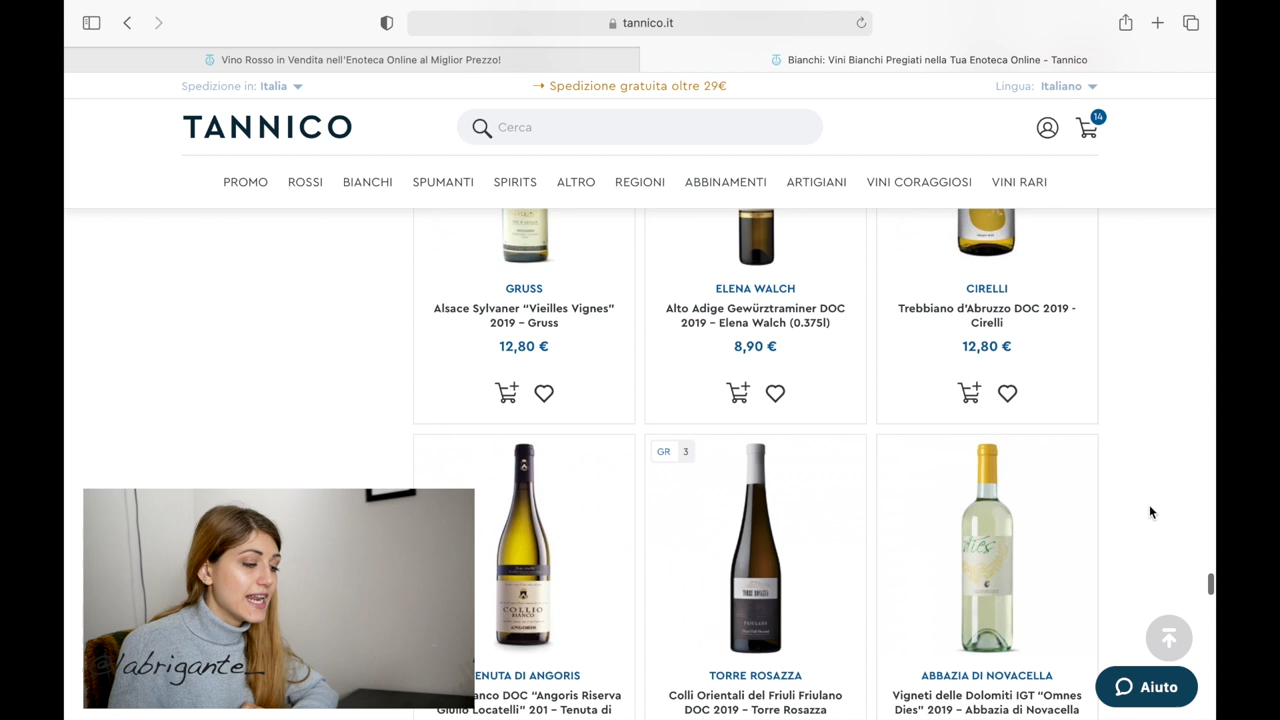 tannico.it
Vino Rosso in Vendita nell'Enoteca Online al Miglior Prezzo!
Bianchi: Vini Bianchi Pregiati nella Tua Enoteca Online - Tannico
Spedizione in: Italia
➝ Spedizione gratuita oltre 29€
Lingua: Italiano
TANNICO
Cerca
14
PROMO ROSSI BIANCHI SPUMANTI SPIRITS ALTRO REGIONI ABBINAMENTI ARTIGIANI VINI CORAGGIOSI VINI RARI
GRUSS
Alsace Sylvaner "Vieilles Vignes"
2019 – Gruss
12,80 €
ELENA WALCH
Alto Adige Gewürztraminer DOC
2019 – Elena Walch (0.375l)
8,90 €
CIRELLI
Trebbiano d'Abruzzo DOC 2019 -
Cirelli
12,80 €
COLLIO
BIANCO
ANGORIS
ENUTA DI ANGORIS
anco DOC "Angoris Riserva
Giulio Locatelli" 201 – Tenuta di
GR 3
TORRE ROSAZZA
FRIULANO
TORRE ROSAZZA
Colli Orientali del Friuli Friulano
DOC 2019 – Torre Rosazza
dies
ABBAZIA DI NOVACELLA
Vigneti delle Dolomiti IGT "Omnes
Dies" 2019 – Abbazia di Novacella
@labrigante_
Aiuto